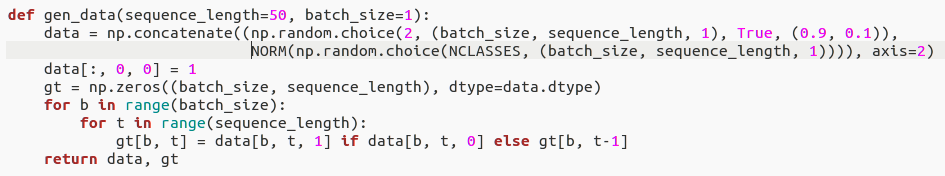 def gen_data(sequence_length=50, batch_size=1):
    data = np.concatenate((np.random.choice(2, (batch_size, sequence_length, 1), True, (0.9, 0.1)),
                           NORM(np.random.choice(NCLASSES, (batch_size, sequence_length, 1)))), axis=2)
    data[:, 0, 0] = 1
    gt = np.zeros((batch_size, sequence_length), dtype=data.dtype)
    for b in range(batch_size):
        for t in range(sequence_length):
            gt[b, t] = data[b, t, 1] if data[b, t, 0] else gt[b, t-1]
    return data, gt